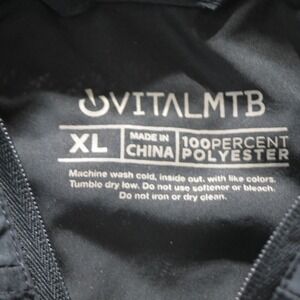 VITALMTB
XL MADE IN CHINA 100PERCENT POLYESTER
Machine wash cold, inside out, with like colors.
Tumble dry low. Do not use softener or bleach.
Do not iron or dry clean.